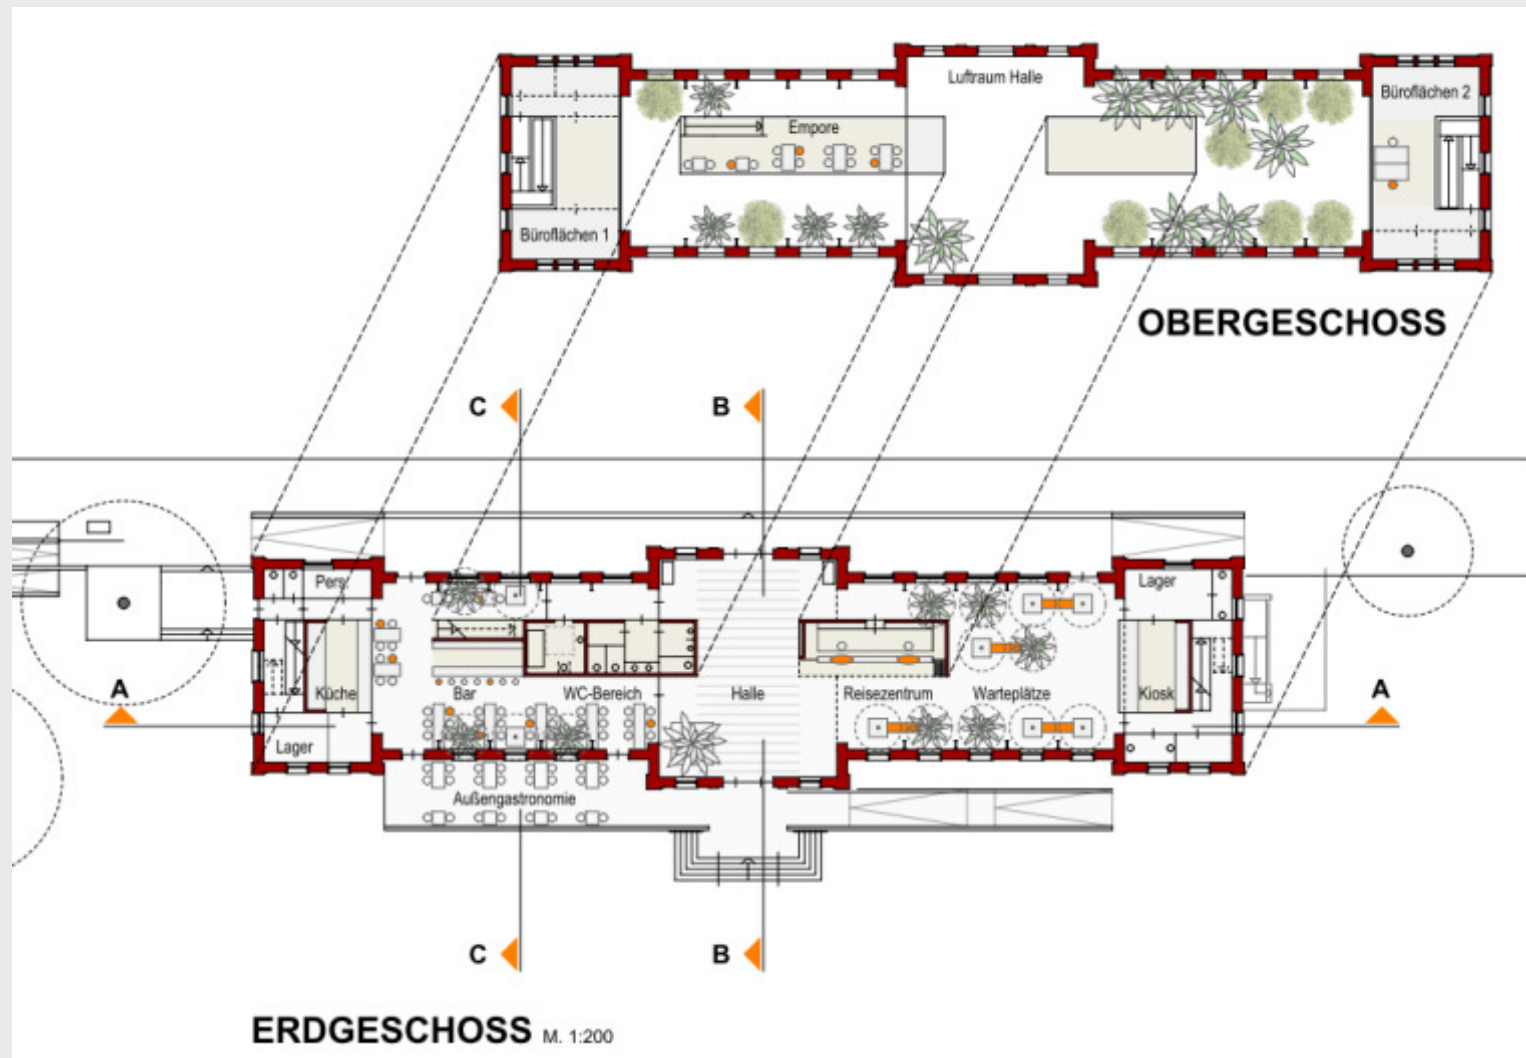 Luftraum Halle
Büroflächen 2
Empore
Büroflächen 1
OBERGESCHOSS
C
B
Pers.
Lager
A
Küche
Bar
WC-Bereich
Halle
Reisezentrum
Warteplätze
Kiosk
A
Lager
Außengastronomie
C
B
ERDGESCHOSS M. 1:200